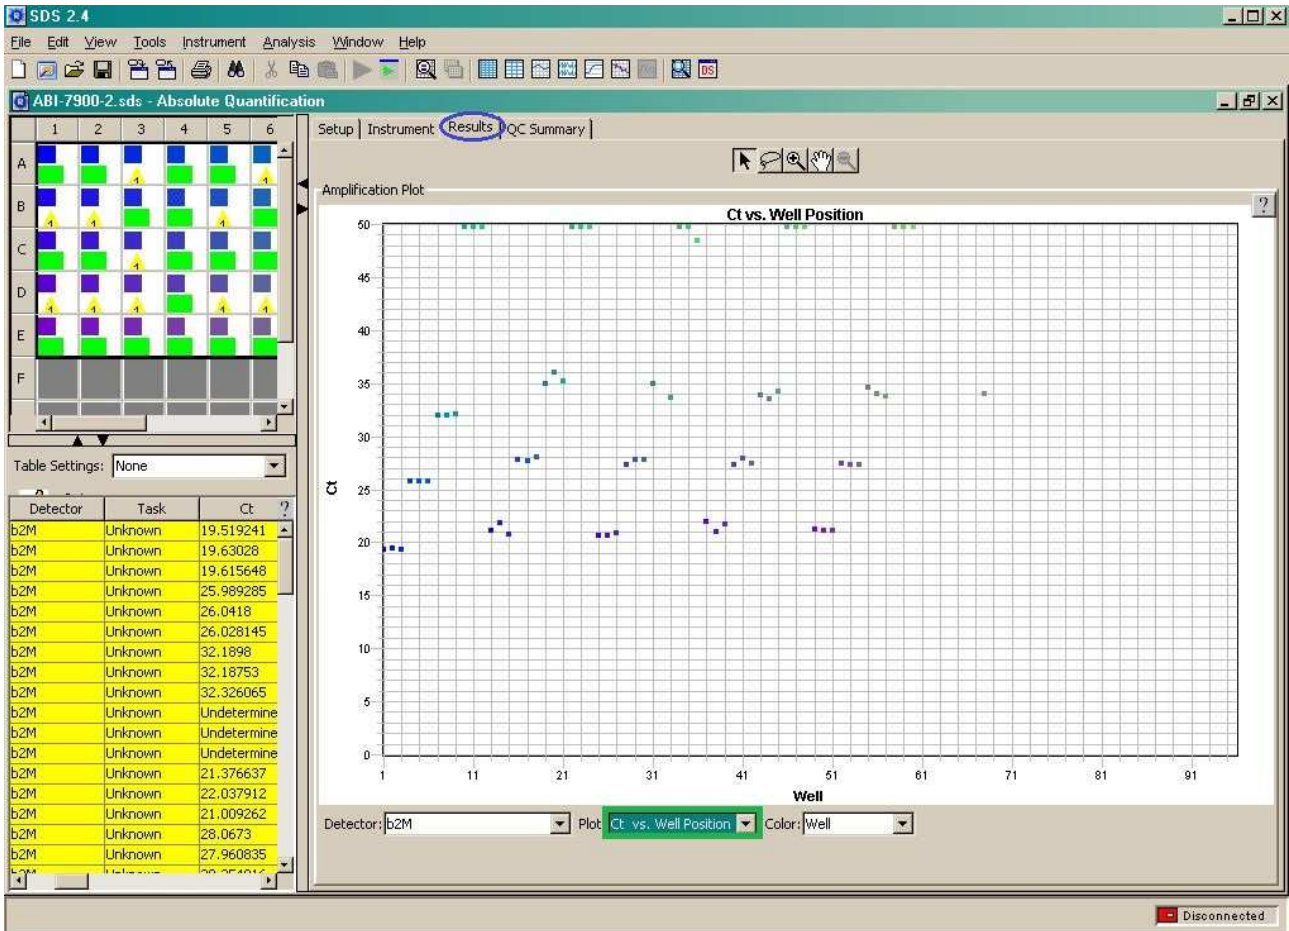 SDS 2.4
File Edit View Tools Instrument Analysis Window Help
DS
ABI-7900-2.sds - Absolute Quantification
1 2 3 4 5 6
A
B
C
D
E
F
Table Settings: None
Detector Task Ct ?
b2M Unknown 19.519241
b2M Unknown 19.63028
b2M Unknown 19.615648
b2M Unknown 25.989285
b2M Unknown 26.0418
b2M Unknown 26.028145
b2M Unknown 32.1898
b2M Unknown 32.18753
b2M Unknown 32.326065
b2M Unknown Undetermine
b2M Unknown Undetermine
b2M Unknown Undetermine
b2M Unknown 21.376637
b2M Unknown 22.037912
b2M Unknown 21.009262
b2M Unknown 28.0673
b2M Unknown 27.960835
Setup Instrument Results QC Summary
Amplification Plot
?
Ct vs. Well Position
50
45
40
35
30
25
20
15
10
5
0
Ct
1 11 21 31 41 51 61 71 81 91
Well
Detector: b2M Plot Ct vs. Well Position Color: Well
Disconnected